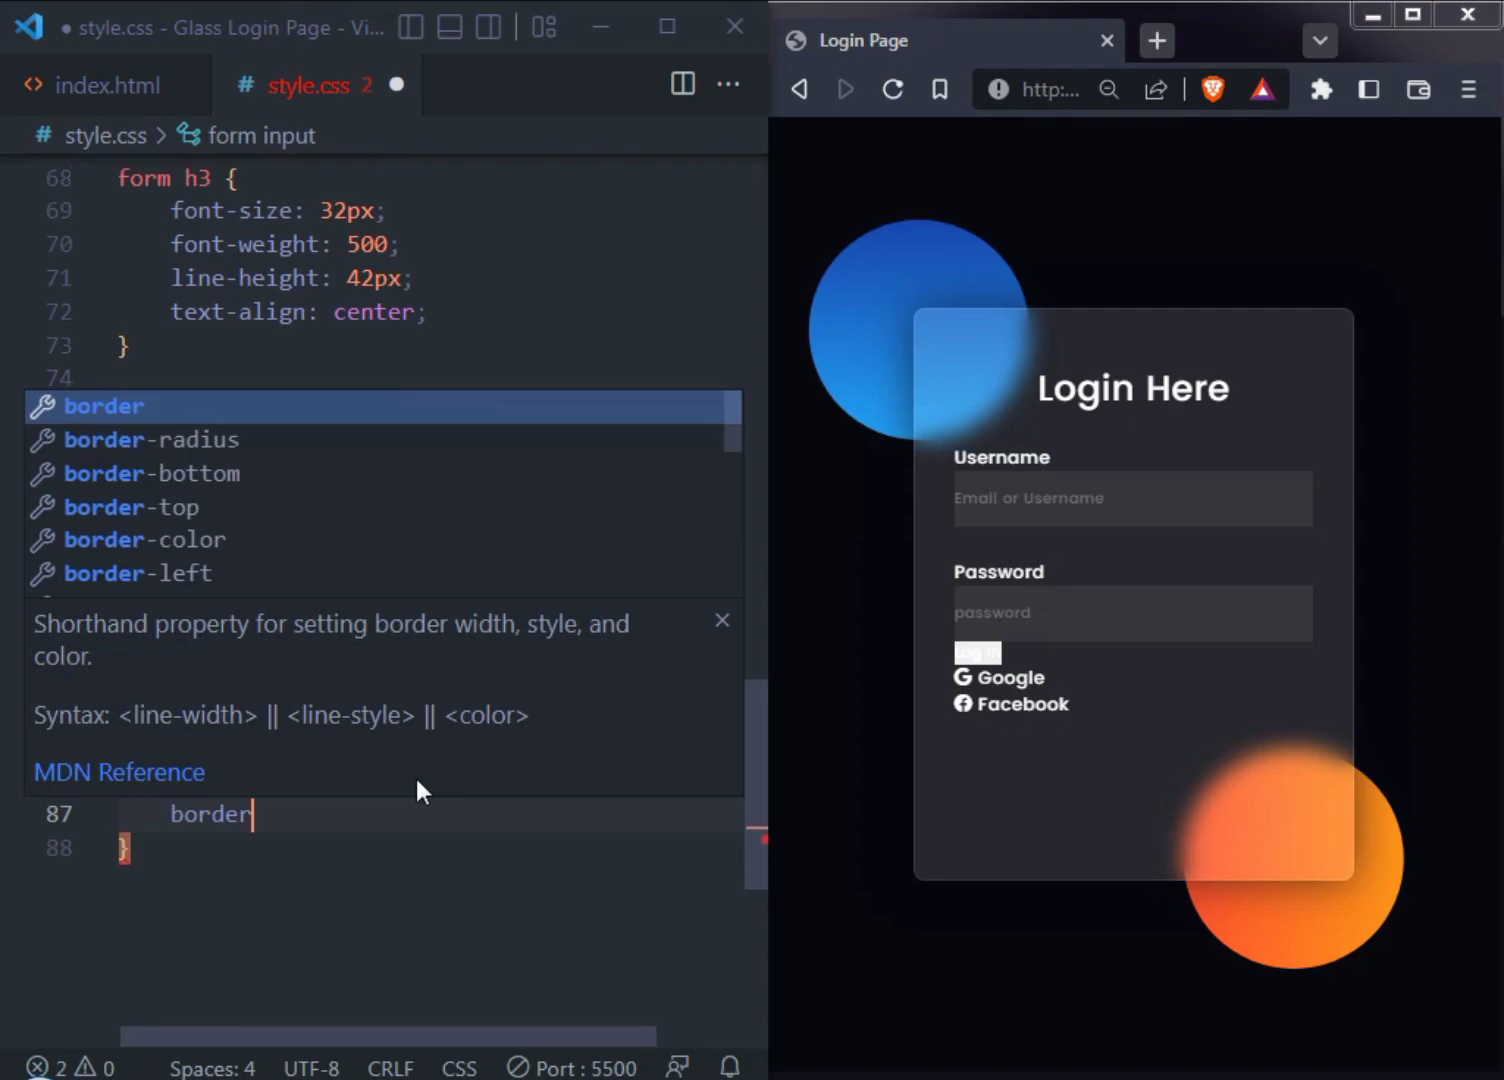 style.css - Glass Login Page - Vi...
index.html
# style.css 2
# style.css > form input
68 form h3 {
69 font-size: 32px;
70 font-weight: 500;
71 line-height: 42px;
72 text-align: center;
73 }
74
border
border-radius
border-bottom
border-top
border-color
border-left
Shorthand property for setting border width, style, and
color.
Syntax: <line-width> || <line-style> || <color>
MDN Reference
87 border
88 }
2 0 Spaces: 4 UTF-8 CRLF CSS Port : 5500
Login Page
http:...
Login Here
Username
Email or Username
Password
password
Log In
Google
Facebook